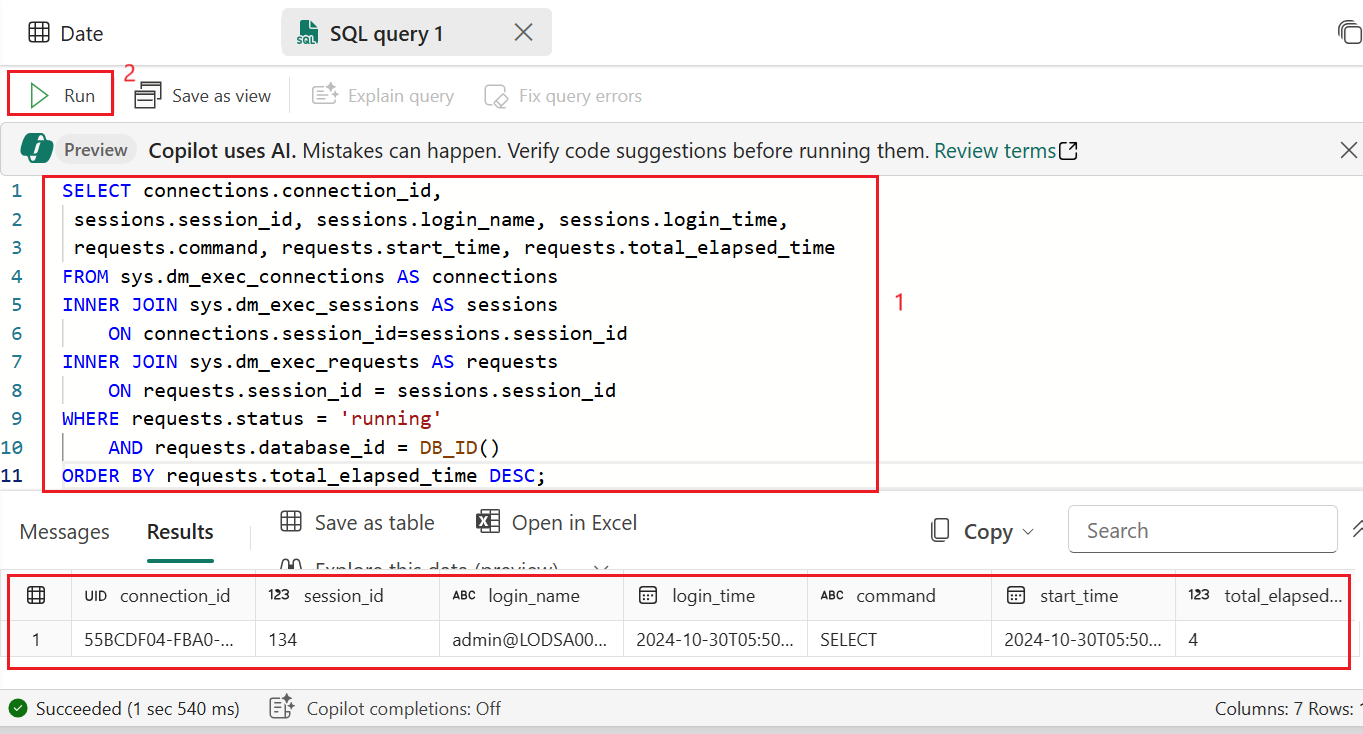 Date
SQL query 1
Run
2
Save as view
Explain query
Fix query errors
Preview
Copilot uses AI. Mistakes can happen. Verify code suggestions before running them. Review terms
1 SELECT connections.connection_id,
2 sessions.session_id, sessions.login_name, sessions.login_time,
3 requests.command, requests.start_time, requests.total_elapsed_time
4 FROM sys.dm_exec_connections AS connections
5 INNER JOIN sys.dm_exec_sessions AS sessions
6 ON connections.session_id=sessions.session_id
7 INNER JOIN sys.dm_exec_requests AS requests
8 ON requests.session_id = sessions.session_id
9 WHERE requests.status = 'running'
10 AND requests.database_id = DB_ID()
11 ORDER BY requests.total_elapsed_time DESC;
1
Messages
Results
Save as table
Open in Excel
Copy
Search
Explore this data (preview)
UID connection_id 123 session_id ABC login_name login_time ABC command start_time 123 total_elapsed...
1 55BCDF04-FBA0-... 134 admin@LODSA00... 2024-10-30T05:50... SELECT 2024-10-30T05:50... 4
Succeeded (1 sec 540 ms)
Copilot completions: Off
Columns: 7 Rows: 1